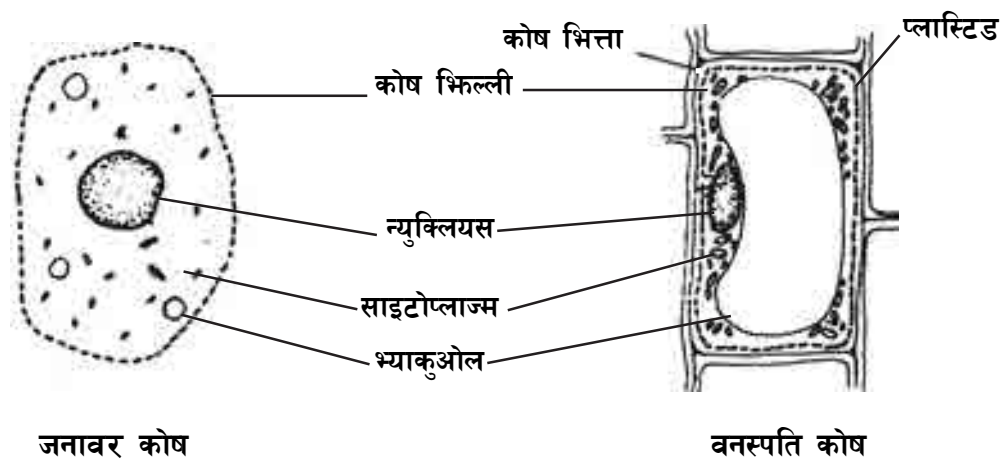 प्लास्टिड
कोष भित्ता
कोष झिल्ली
न्युक्लियस
साइटोप्लाज्म
भ्याकुओल
जनावर कोष
वनस्पति कोष